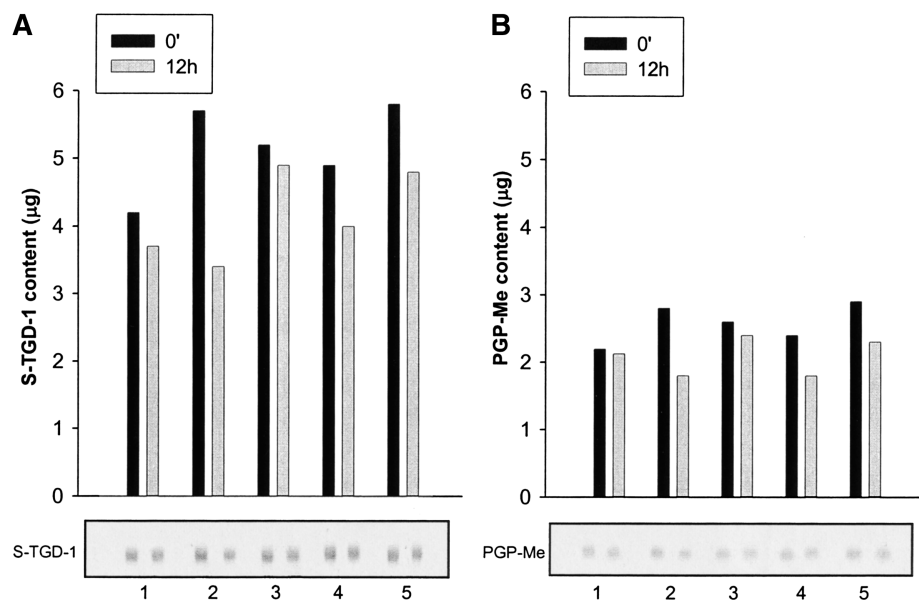 A
0'
12h
6
5
4
3
2
1
0
S-TGD-1 content (µg)
S-TGD-1
1 2 3 4 5
B
0'
12h
6
5
4
3
2
1
0
PGP-Me content (µg)
PGP-Me
1 2 3 4 5